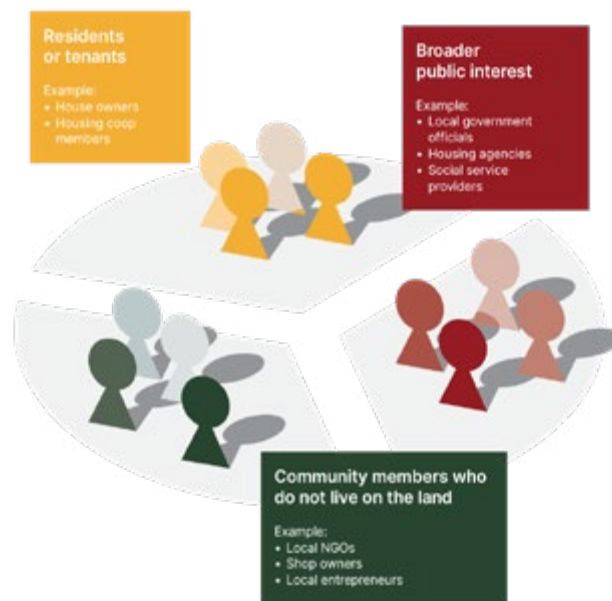 Residents
or tenants
Example:
• House owners
• Housing coop
members
Broader
public interest
Example:
• Local government
officials
• Housing agencies
• Social service
providers
Community members who
do not live on the land
Example:
• Local NGOs
• Shop owners
• Local entrepreneurs